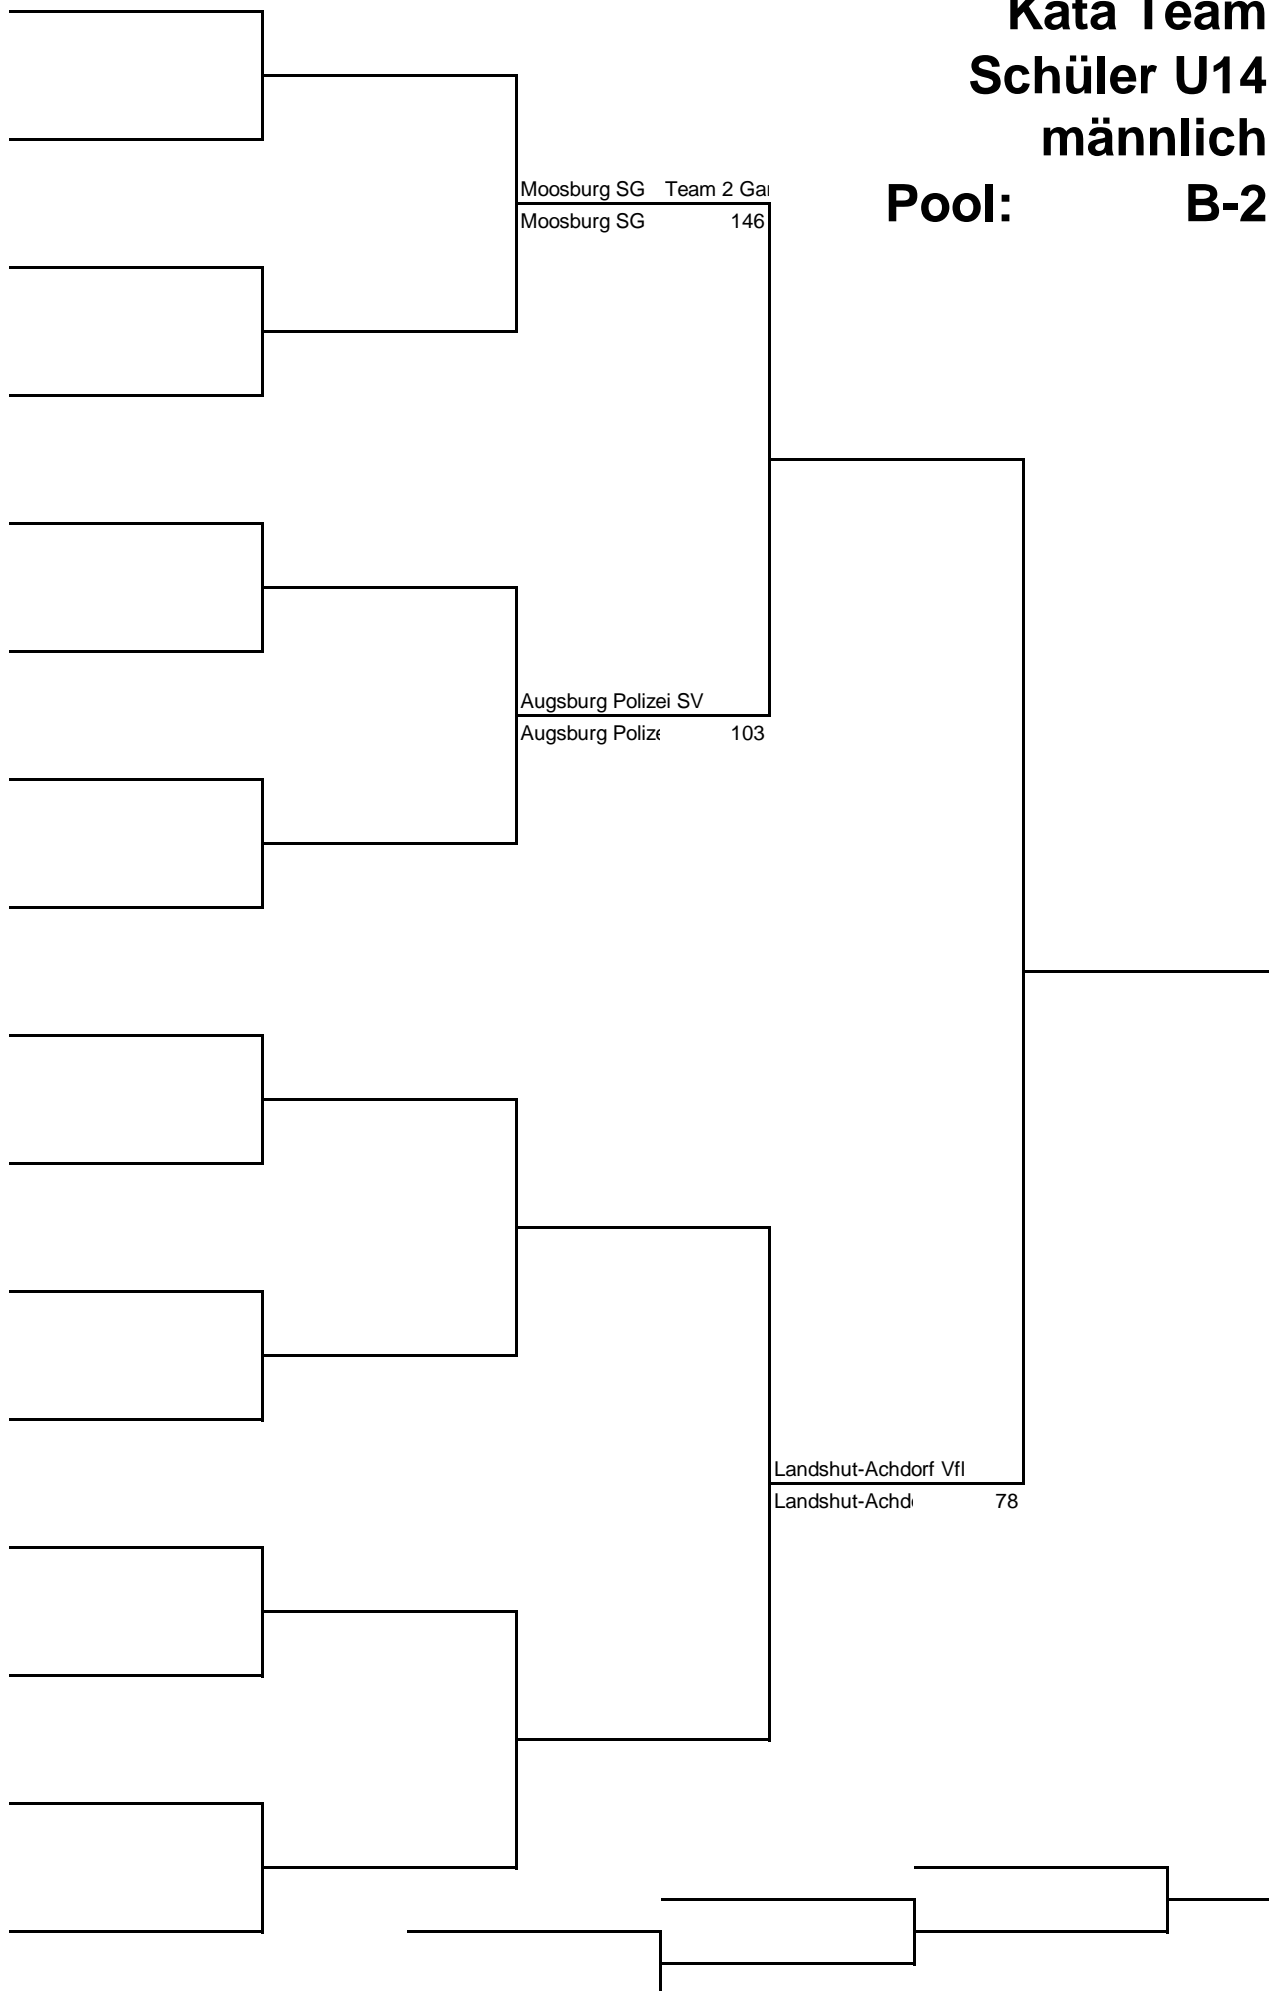 Kata Team
Schüler U14
männlich
Pool: B-2
Moosburg SG Team 2
Moosburg SG 146
Augsburg Polizei SV
Augsburg 103
Landshut-Achdorf Vfl
78